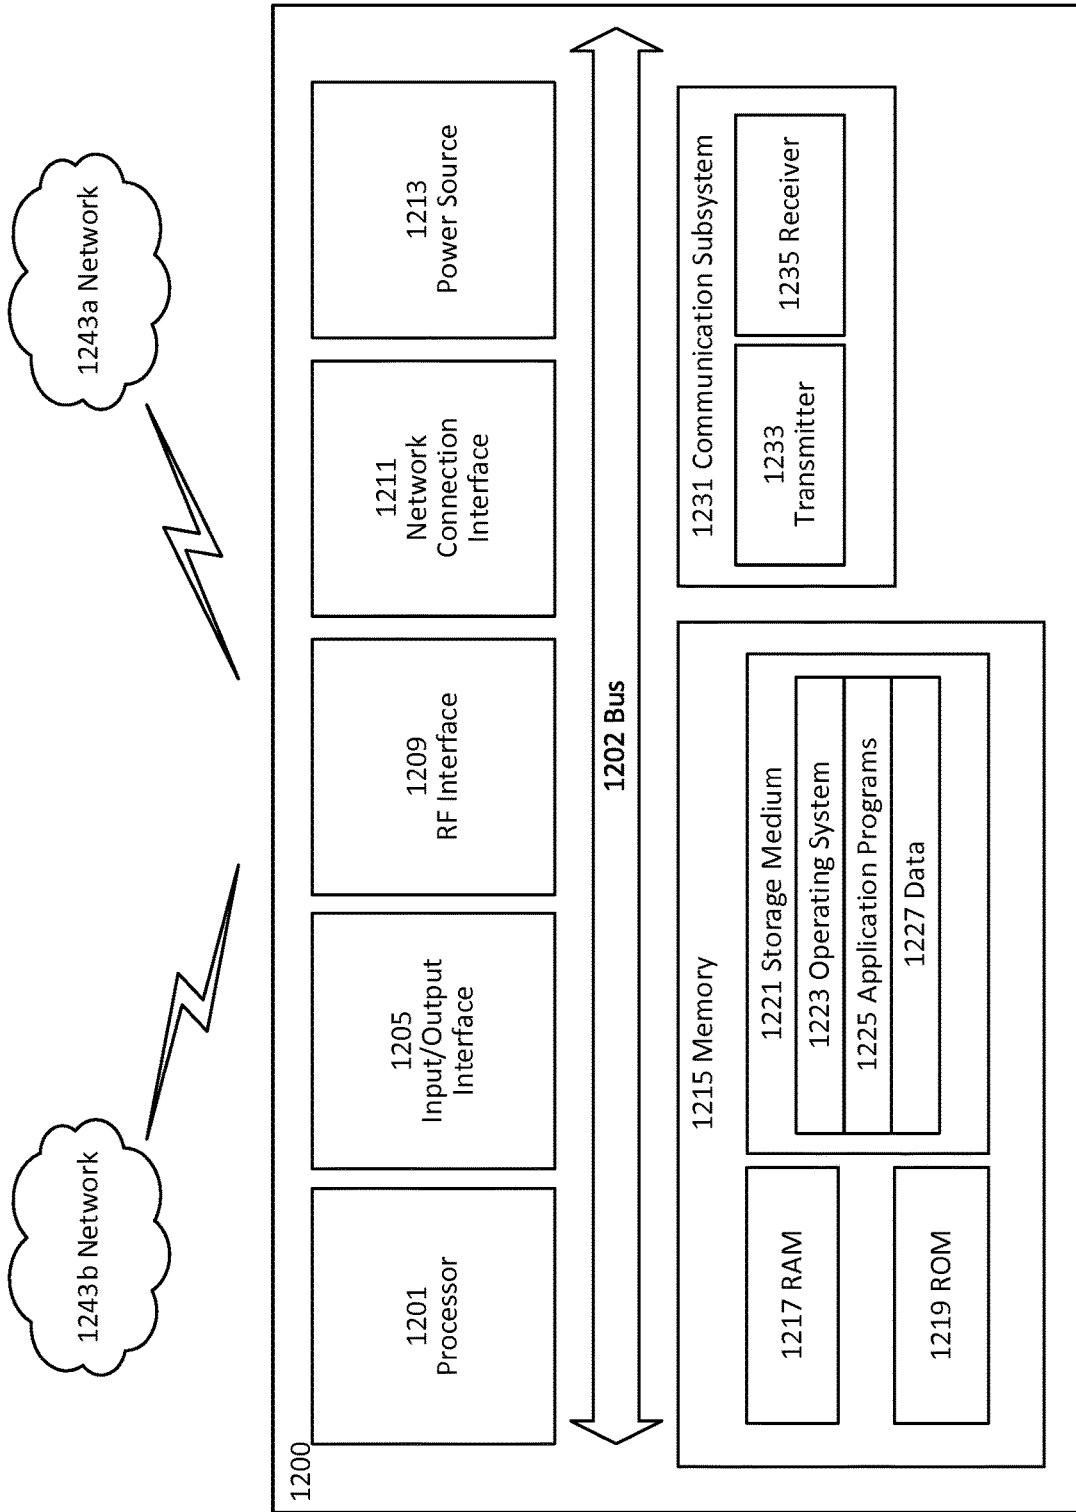 1243b Network
1243a Network
1200
1201
Processor
1205
Input/Output
Interface
1209
RF Interface
1211
Network
Connection
Interface
1213
Power Source
1202 Bus
1215 Memory
1217 RAM
1219 ROM
1221 Storage Medium
1223 Operating System
1225 Application Programs
1227 Data
1231 Communication Subsystem
1233
Transmitter
1235 Receiver